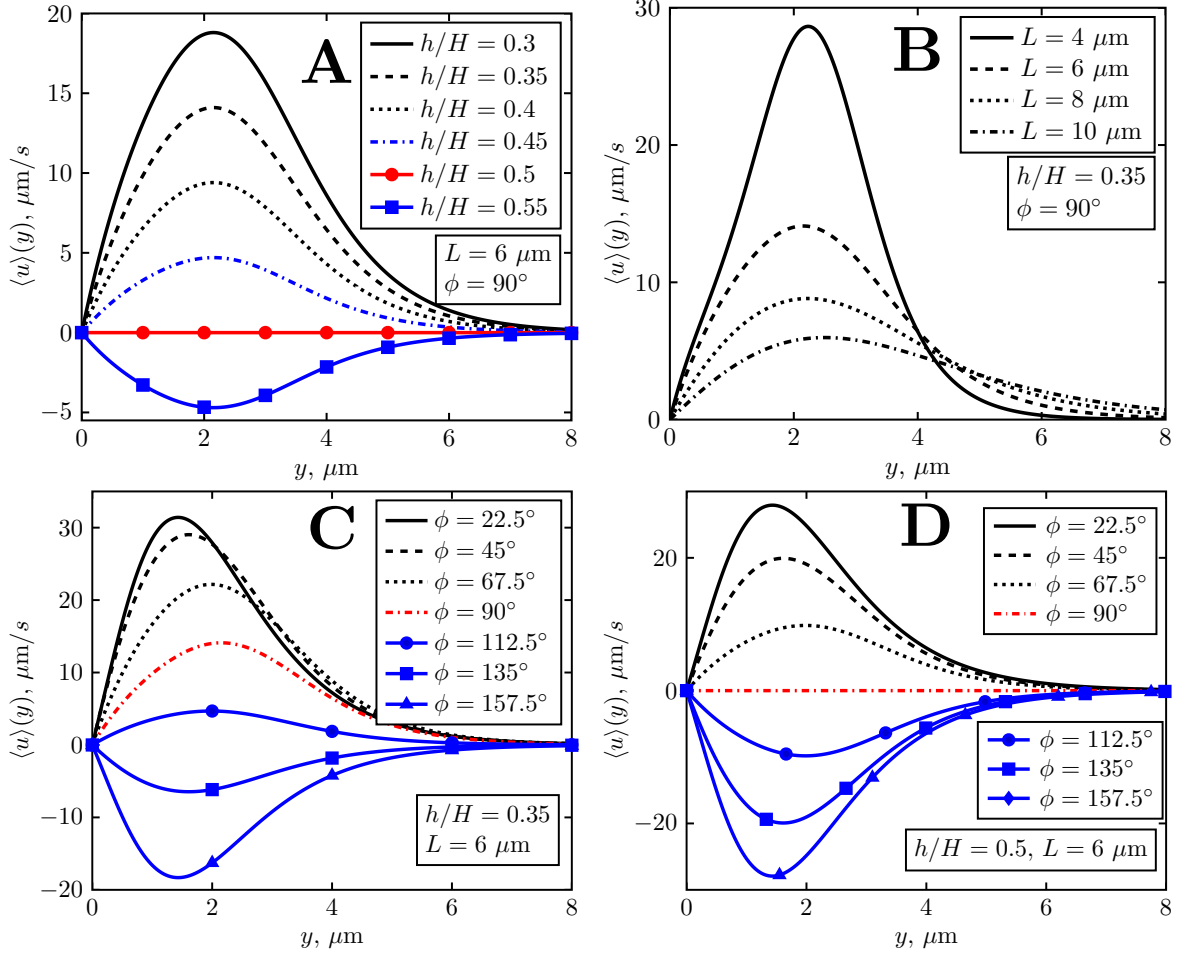 A
⟨u⟩(y), μm/s
20
15
10
5
0
−5
h/H = 0.3
h/H = 0.35
h/H = 0.4
h/H = 0.45
h/H = 0.5
h/H = 0.55
L = 6 μm
ϕ = 90°
0 2 4 6 8
y, μm
B
⟨u⟩(y), μm/s
30
20
10
0
L = 4 μm
L = 6 μm
L = 8 μm
L = 10 μm
h/H = 0.35
ϕ = 90°
0 2 4 6 8
y, μm
C
⟨u⟩(y), μm/s
30
20
10
0
−10
−20
ϕ = 22.5°
ϕ = 45°
ϕ = 67.5°
ϕ = 90°
ϕ = 112.5°
ϕ = 135°
ϕ = 157.5°
h/H = 0.35
L = 6 μm
0 2 4 6 8
y, μm
D
⟨u⟩(y), μm/s
20
0
−20
ϕ = 22.5°
ϕ = 45°
ϕ = 67.5°
ϕ = 90°
ϕ = 112.5°
ϕ = 135°
ϕ = 157.5°
h/H = 0.5, L = 6 μm
0 2 4 6 8
y, μm